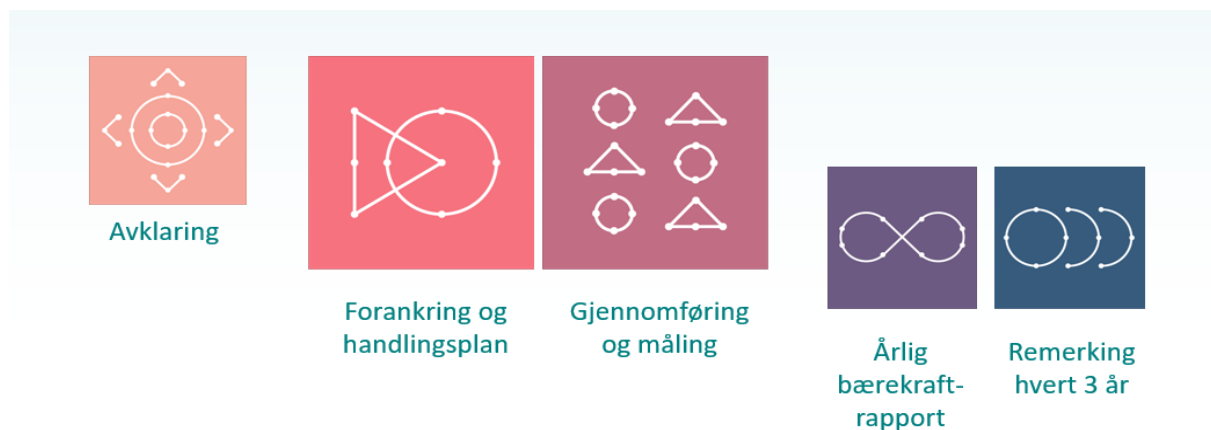 Avklaring
Forankring og
handlingsplan
Gjennomføring
og måling
Årlig
bærekraft-
rapport
Remerking
hvert 3 år